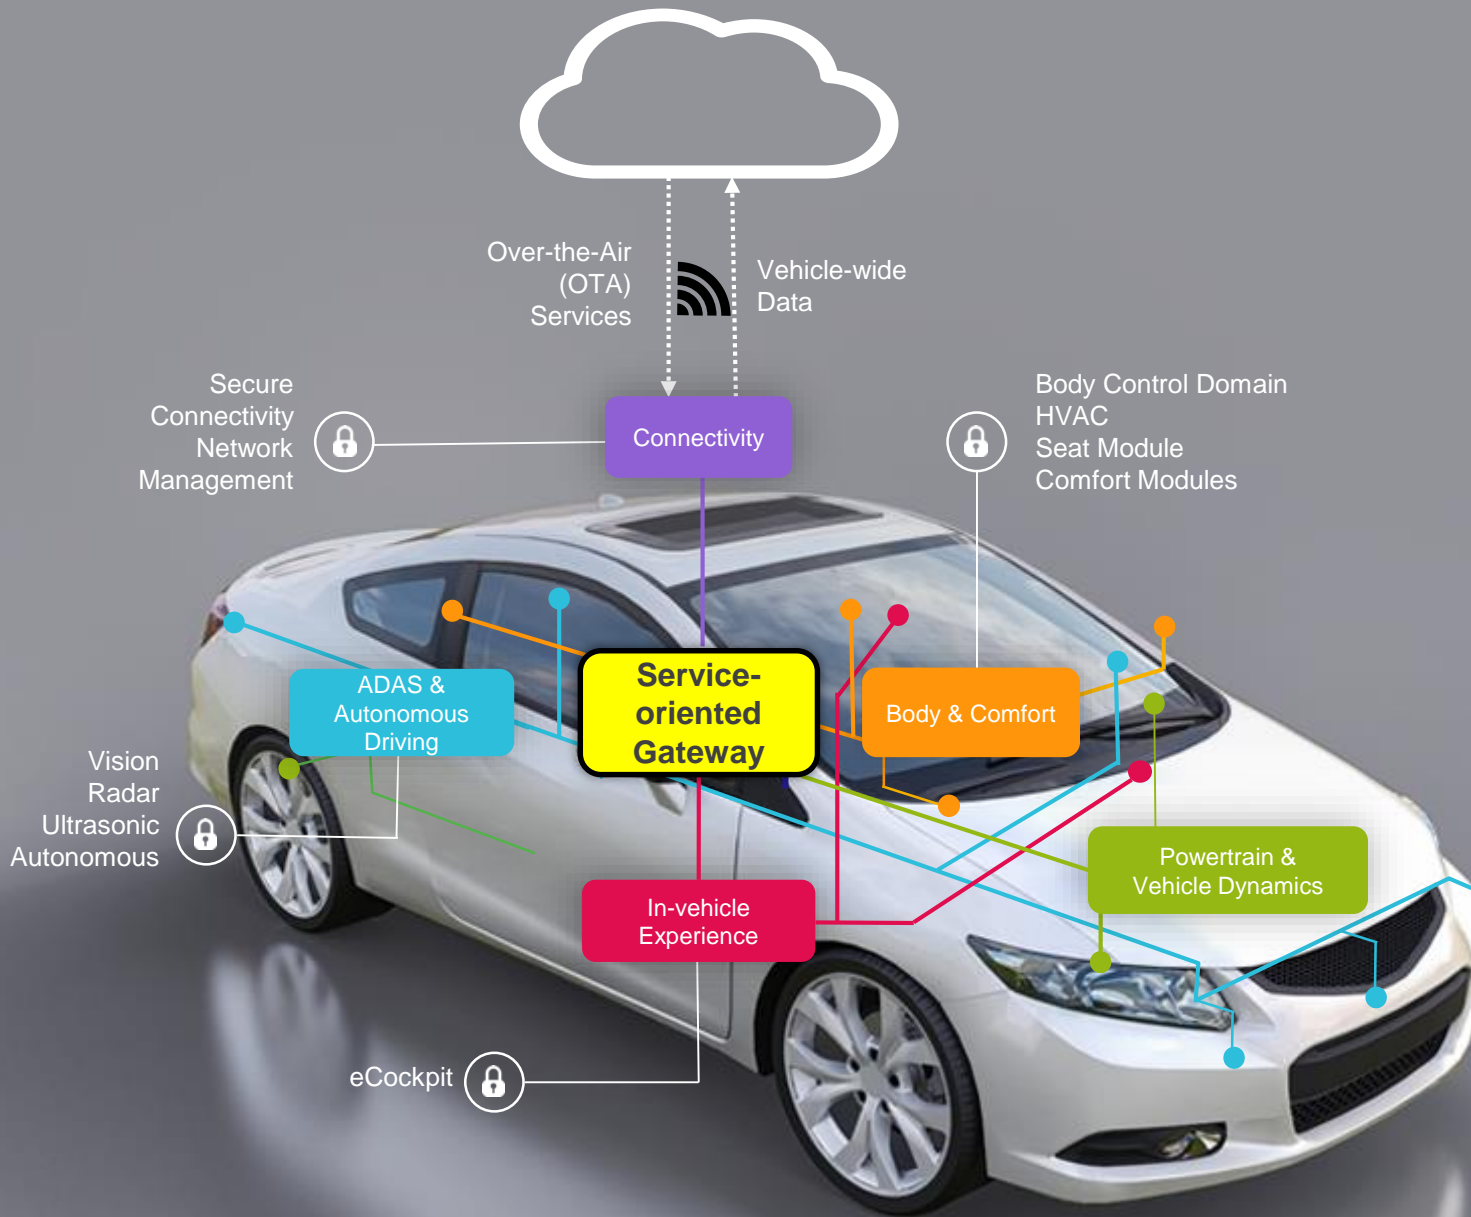 Over-the-Air
(OTA)
Services
Vehicle-wide
Data
Secure
Connectivity
Network
Management
Connectivity
Body Control Domain
HVAC
Seat Module
Comfort Modules
Service-
oriented
Gateway
ADAS &
Autonomous
Driving
Body & Comfort
Vision
Radar
Ultrasonic
Autonomous
Powertrain &
Vehicle Dynamics
In-vehicle
Experience
eCockpit